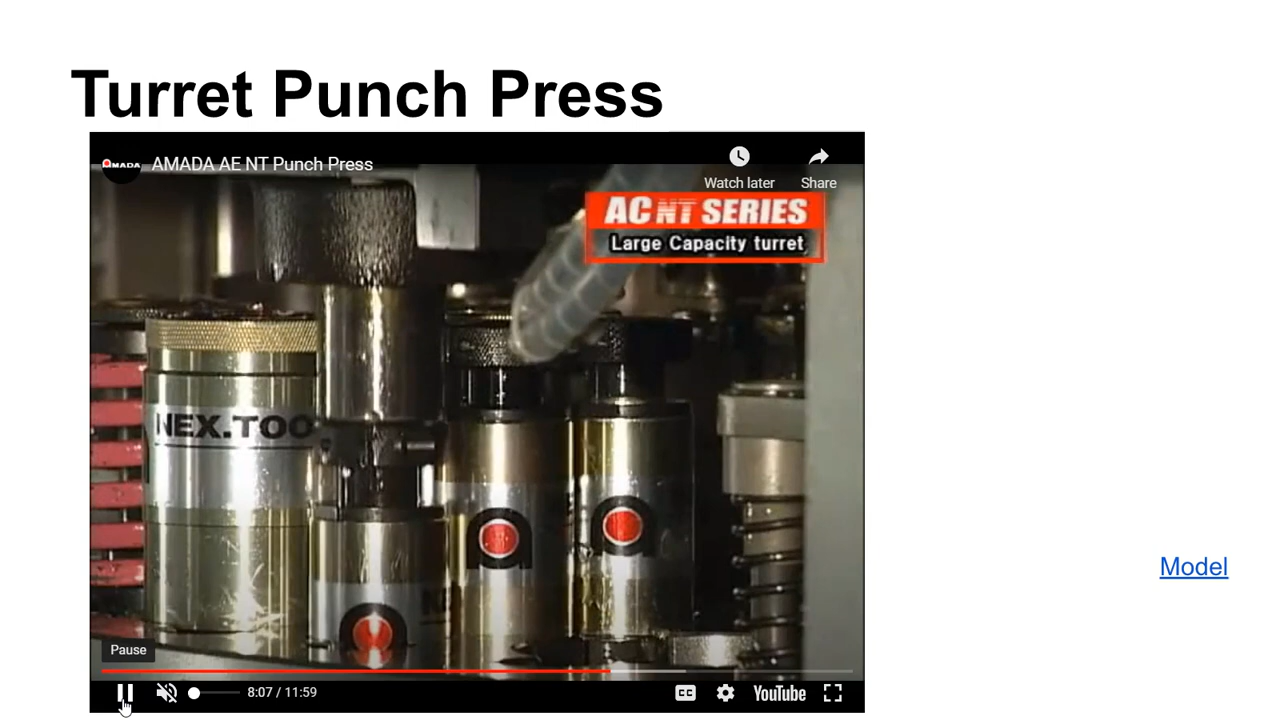 Turret Punch Press
AMADA
AMADA AE NT Punch Press
Watch later
Share
AC NT SERIES
Large Capacity turret
NEX.TOO
Model
Pause
8:07 / 11:59
CC
YouTube